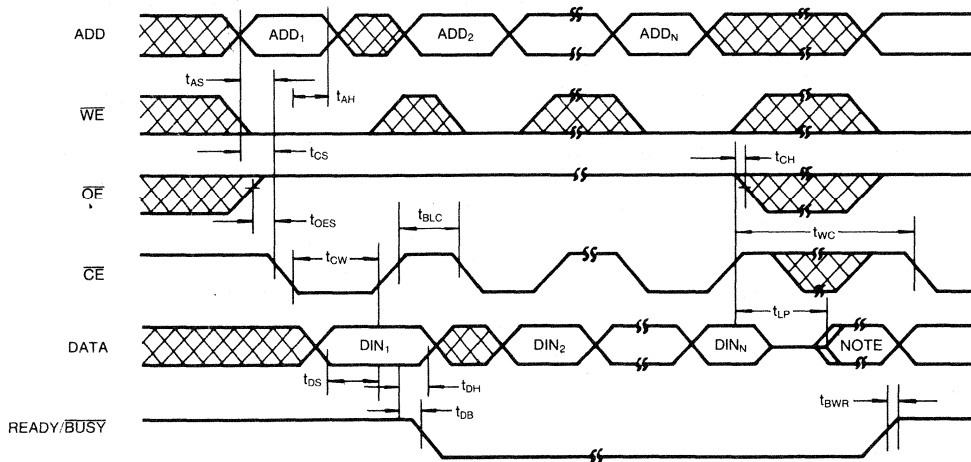 ADD
ADD₁
ADD₂
ADDN
tAS
tAH
WE
tCS
tCH
OE
tOES
tBLC
tWC
tCW
CE
tLP
DATA
DIN₁
DIN₂
DINN
NOTE
tDS
tDH
tDB
tBWR
READY/BUSY